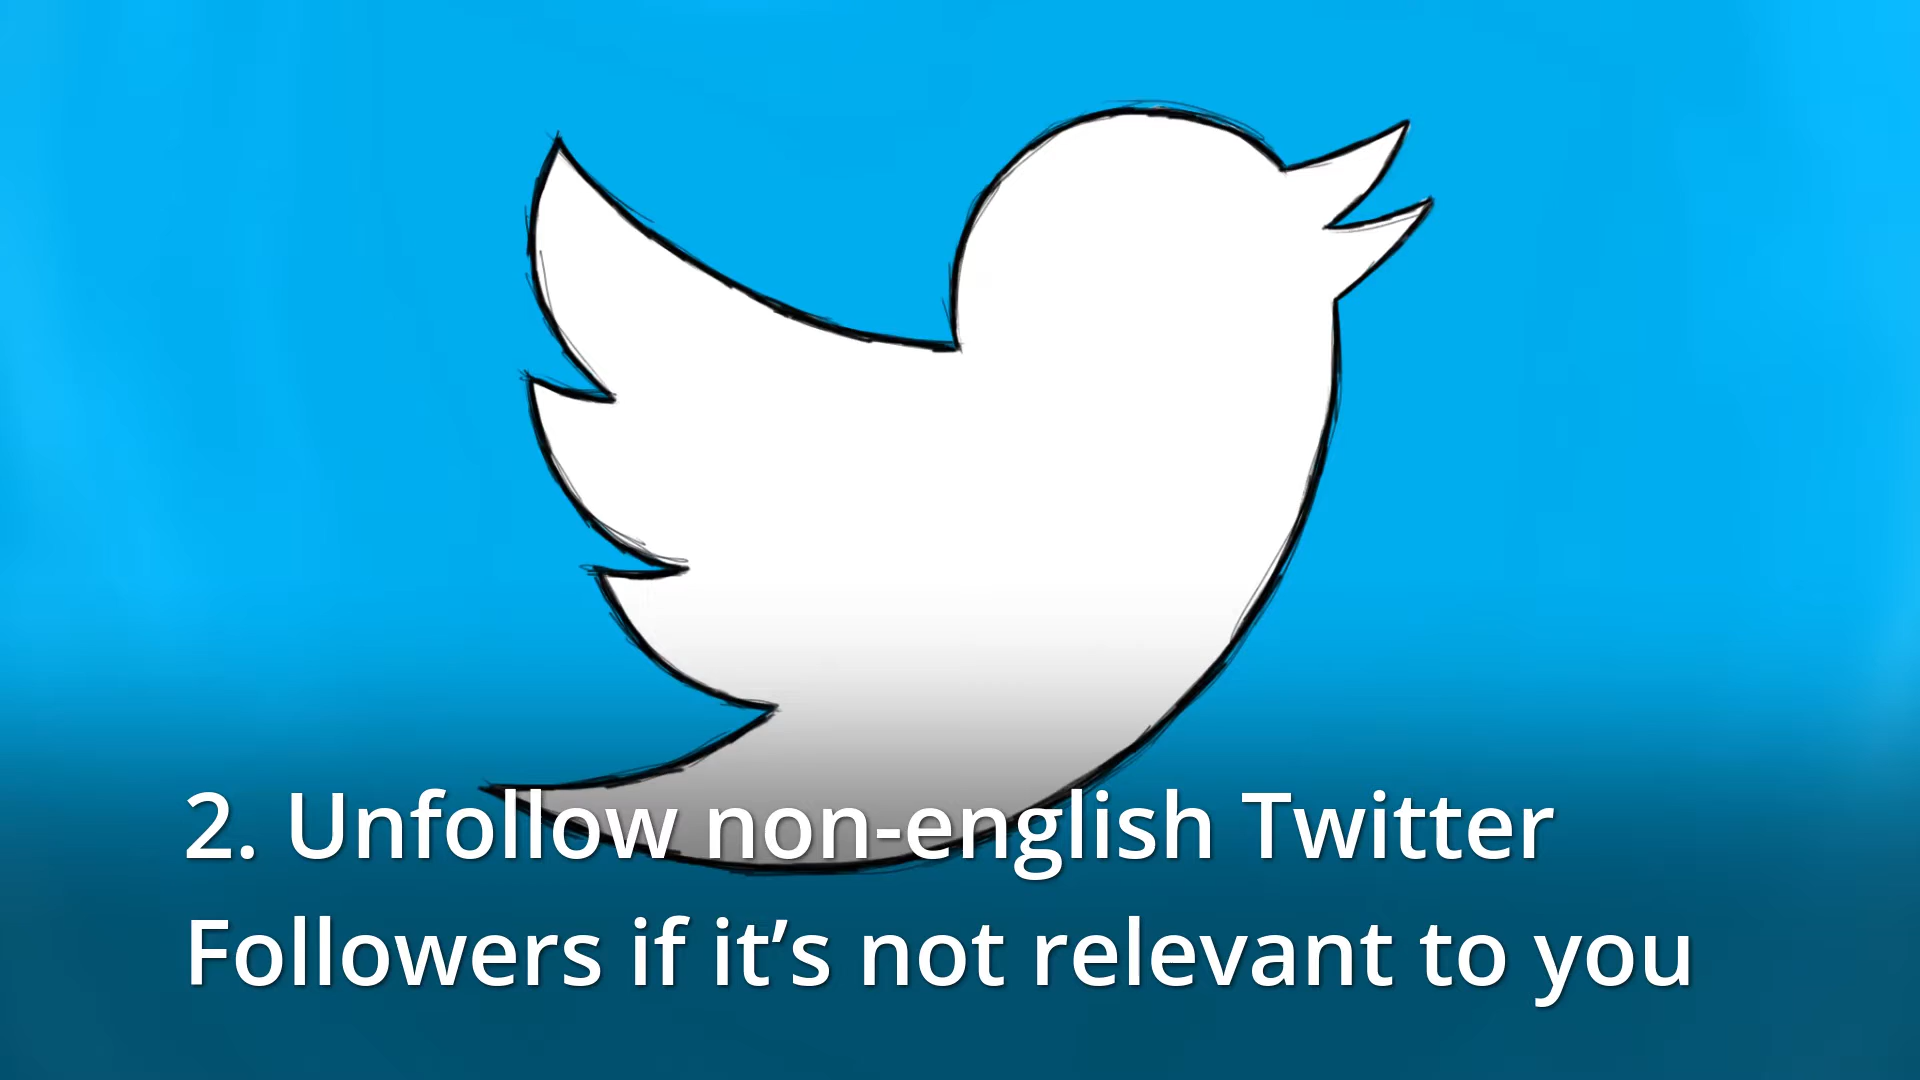 2. Unfollow non-english Twitter
Followers if it’s not relevant to you